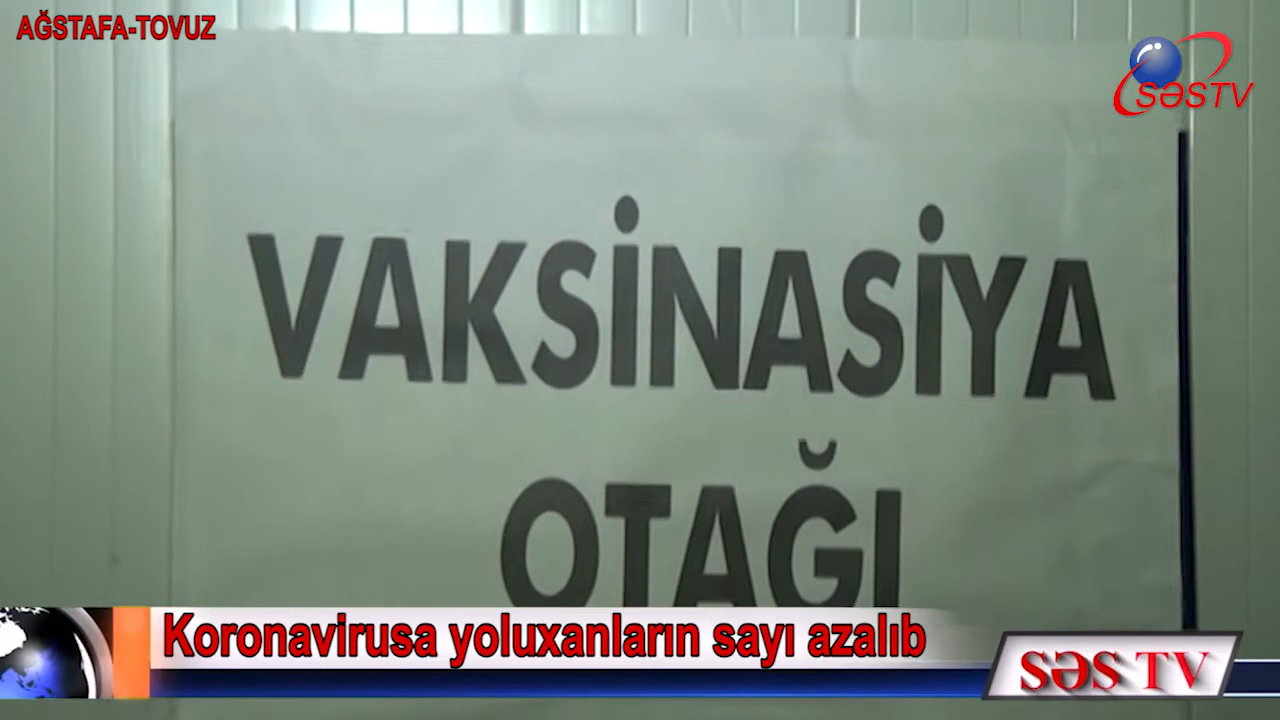 AĞSTAFA-TOVUZ
SƏSTV
VAKSİNASİYA
OTAĞI
Koronavirusa yoluxanların sayı azalıb
SƏS TV